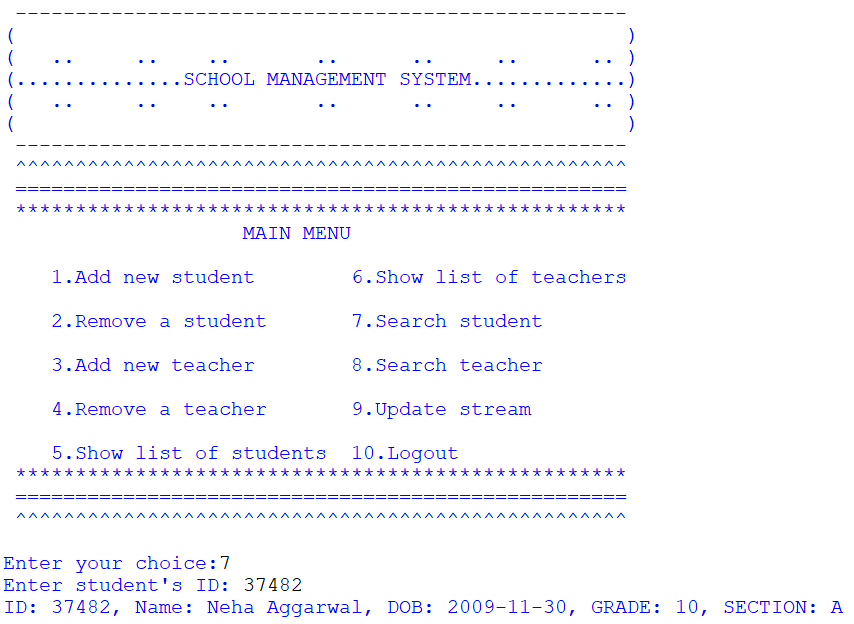 ---------------------------------------------------
(                                                   )
(   ..     ..    ..       ..      ..     ..      .. )
(..............SCHOOL MANAGEMENT SYSTEM.............)
(   ..     ..    ..       ..      ..     ..      .. )
(                                                   )
---------------------------------------------------
^^^^^^^^^^^^^^^^^^^^^^^^^^^^^^^^^^^^^^^^^^^^^^^^^^^
===================================================
***************************************************
MAIN MENU
1.Add new student        6.Show list of teachers
2.Remove a student       7.Search student
3.Add new teacher        8.Search teacher
4.Remove a teacher       9.Update stream
5.Show list of students  10.Logout
***************************************************
===================================================
^^^^^^^^^^^^^^^^^^^^^^^^^^^^^^^^^^^^^^^^^^^^^^^^^^^
Enter your choice:7
Enter student's ID: 37482
ID: 37482, Name: Neha Aggarwal, DOB: 2009-11-30, GRADE: 10, SECTION: A